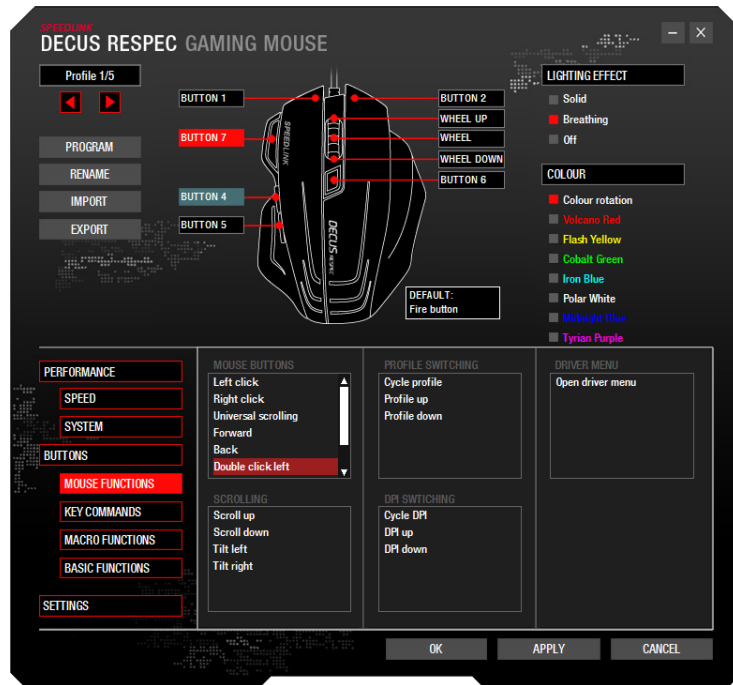 SPEEDLINK
DECUS RESPEC GAMING MOUSE
Profile 1/5
PROGRAM
RENAME
IMPORT
EXPORT
BUTTON 1
BUTTON 7
BUTTON 4
BUTTON 5
BUTTON 2
WHEEL UP
WHEEL
WHEEL DOWN
BUTTON 6
SPEEDLINK
DECUS RESPEC
DEFAULT:
Fire button
LIGHTING EFFECT
Solid
Breathing
Off
COLOUR
Colour rotation
Volcano Red
Flash Yellow
Cobalt Green
Iron Blue
Polar White
Midnight Blue
Tyrian Purple
PERFORMANCE
SPEED
SYSTEM
BUTTONS
MOUSE FUNCTIONS
KEY COMMANDS
MACRO FUNCTIONS
BASIC FUNCTIONS
SETTINGS
MOUSE BUTTONS
Left click
Right click
Universal scrolling
Forward
Back
Double click left
SCROLLING
Scroll up
Scroll down
Tilt left
Tilt right
PROFILE SWITCHING
Cycle profile
Profile up
Profile down
DPI SWTICHING
Cycle DPI
DPI up
DPI down
DRIVER MENU
Open driver menu
OK
APPLY
CANCEL